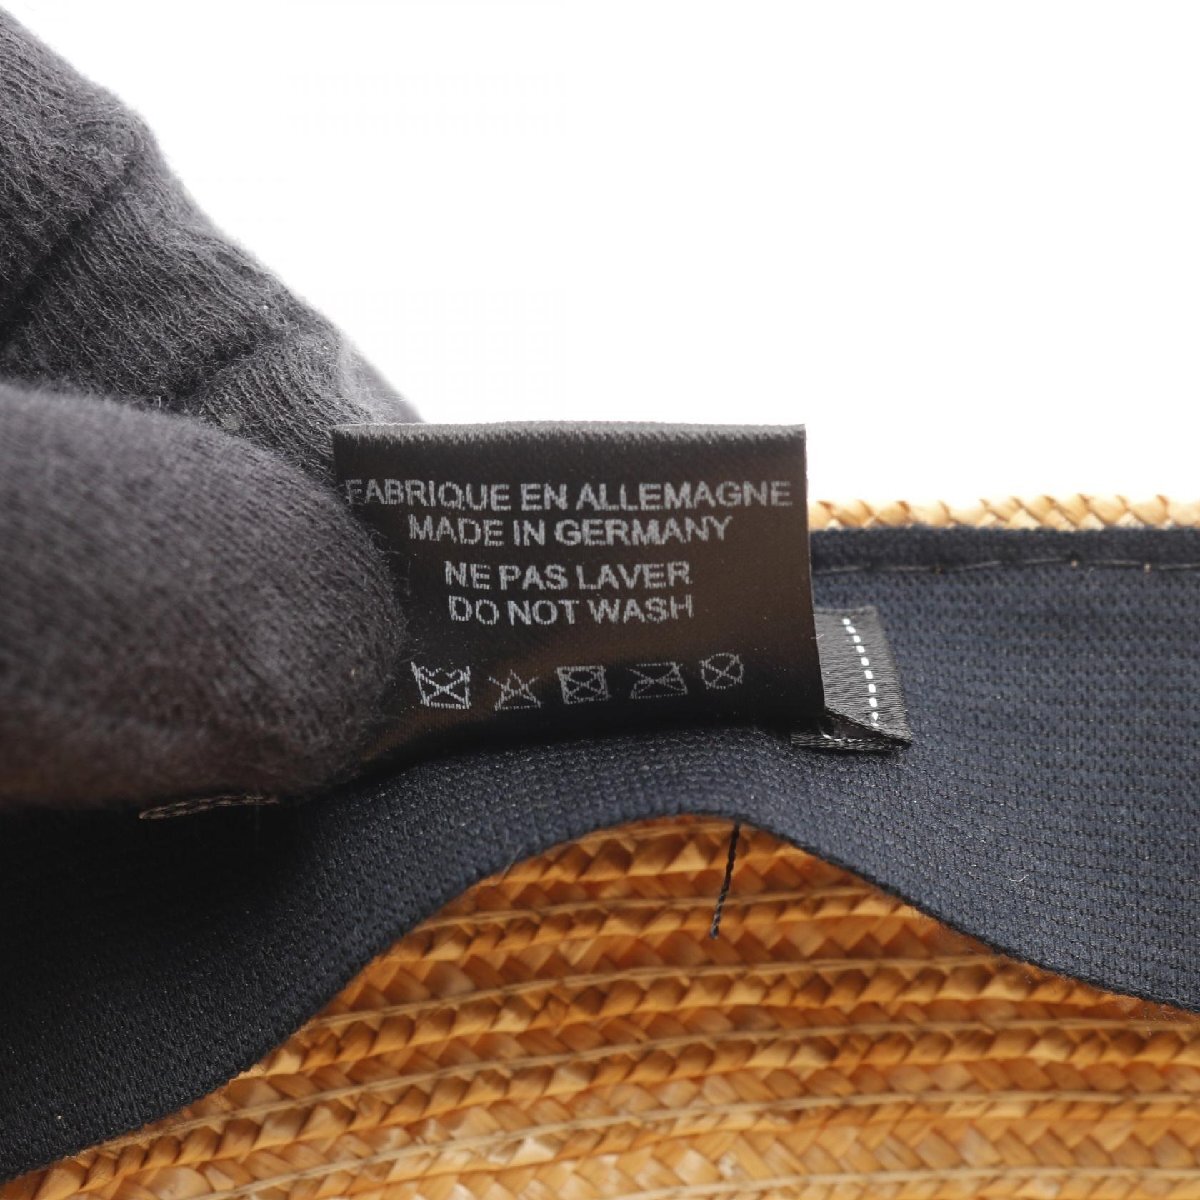 FABRIQUE EN ALLEMAGNE
MADE IN GERMANY
NE PAS LAVER
DO NOT WASH